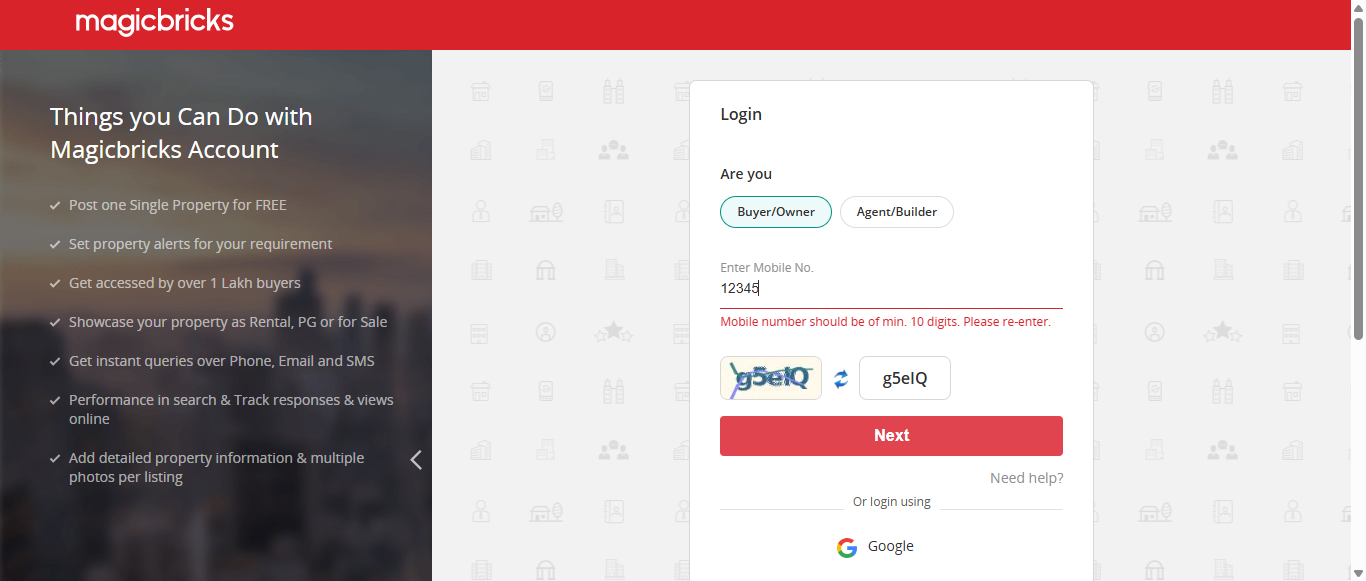 magicbricks
Things you Can Do with
Magicbricks Account
Post one Single Property for FREE
Set property alerts for your requirement
Get accessed by over 1 Lakh buyers
Showcase your property as Rental, PG or for Sale
Get instant queries over Phone, Email and SMS
Performance in search & Track responses & views
online
Add detailed property information & multiple
photos per listing
Login
Are you
Buyer/Owner Agent/Builder
Enter Mobile No.
12345
Mobile number should be of min. 10 digits. Please re-enter.
g5eIQ g5eIQ
Next
Need help?
Or login using
Google